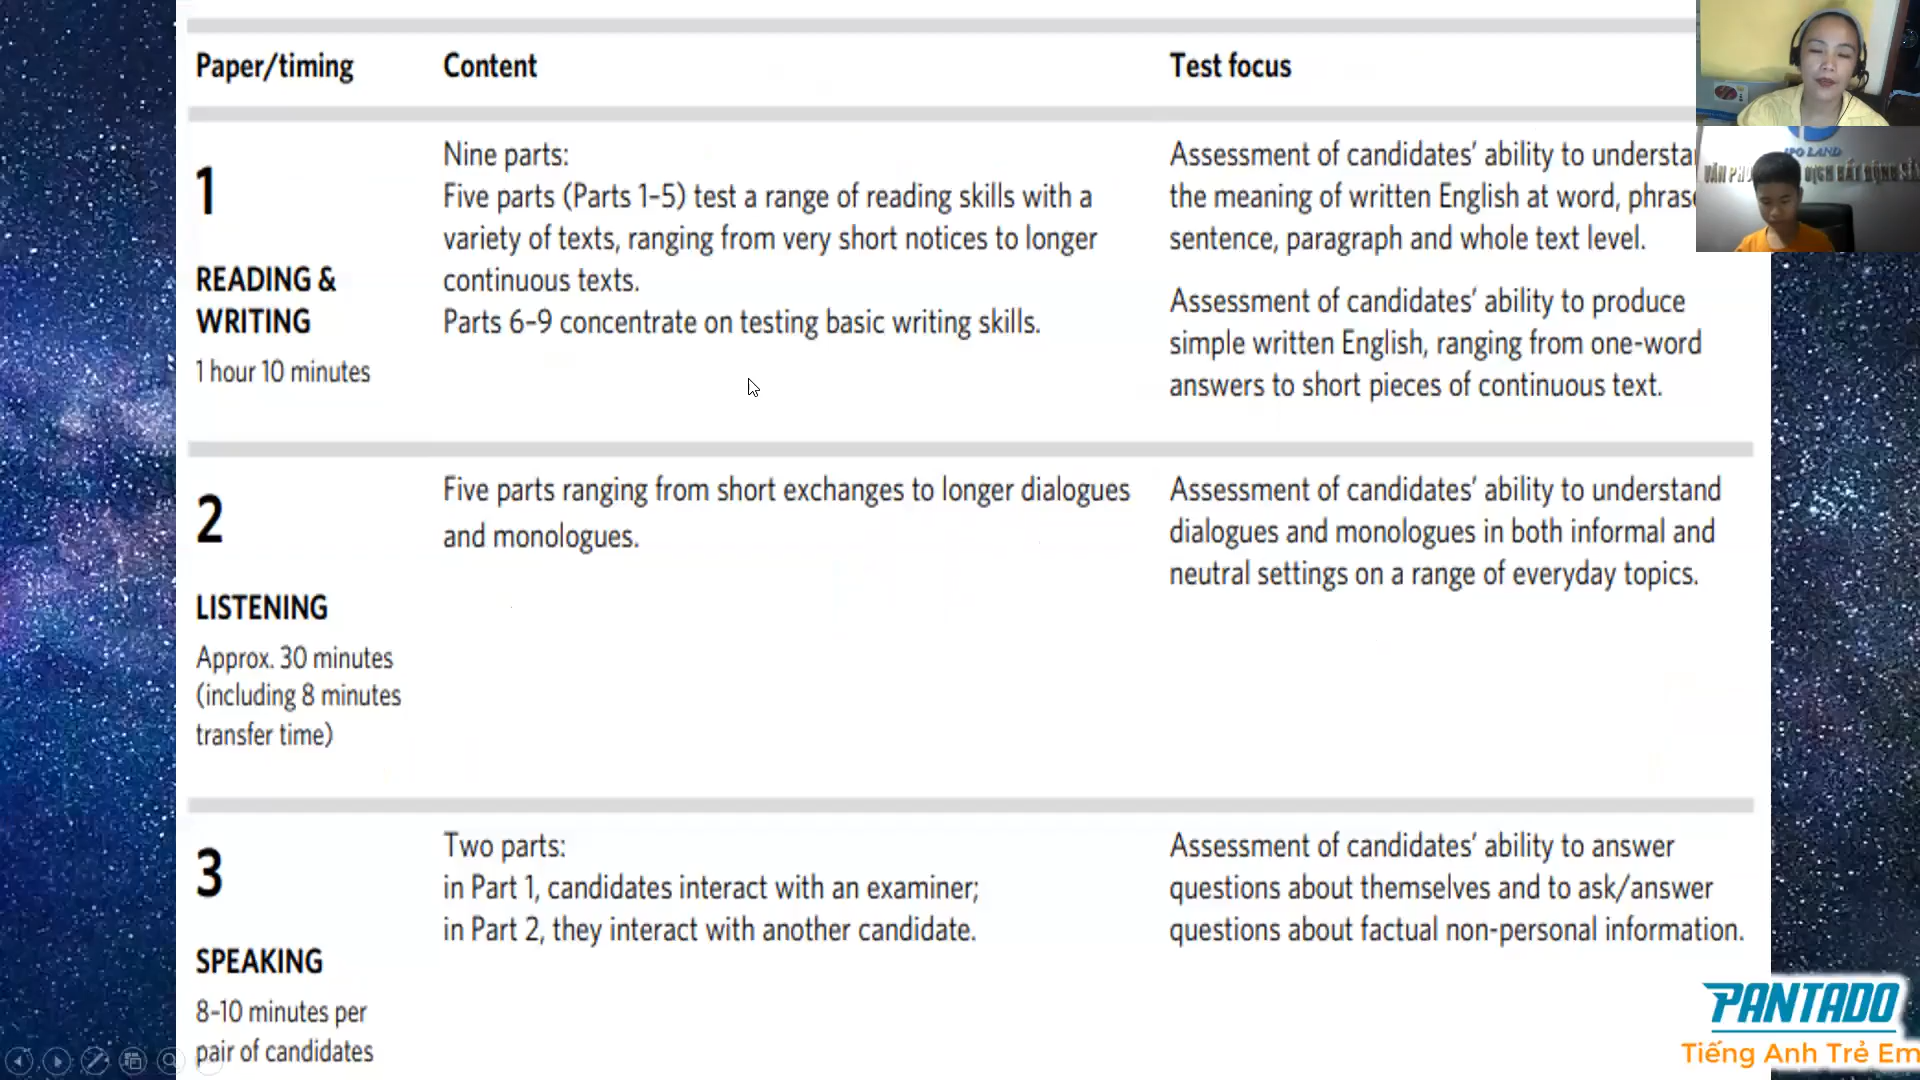 Paper/timing
Content
Test focus
1
READING &
WRITING
1 hour 10 minutes
Nine parts:
Five parts (Parts 1–5) test a range of reading skills with a
variety of texts, ranging from very short notices to longer
continuous texts.
Parts 6–9 concentrate on testing basic writing skills.
Assessment of candidates’ ability to
the meaning of written English at word,
sentence, paragraph and whole text level.
Assessment of candidates’ ability to produce
simple written English, ranging from one-word
answers to short pieces of continuous text.
2
LISTENING
Approx. 30 minutes
(including 8 minutes
transfer time)
Five parts ranging from short exchanges to longer dialogues
and monologues.
Assessment of candidates’ ability to understand
dialogues and monologues in both informal and
neutral settings on a range of everyday topics.
3
SPEAKING
8–10 minutes per
pair of candidates
Two parts:
in Part 1, candidates interact with an examiner;
in Part 2, they interact with another candidate.
Assessment of candidates’ ability to answer
questions about themselves and to ask/answer
questions about factual non-personal information.
LAND
VĂN
PANTADO
Tiếng Anh Trẻ Em